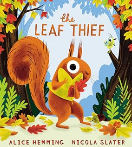 the
LEAF THIEF
ALICE HEMMING
NICOLA SLATER